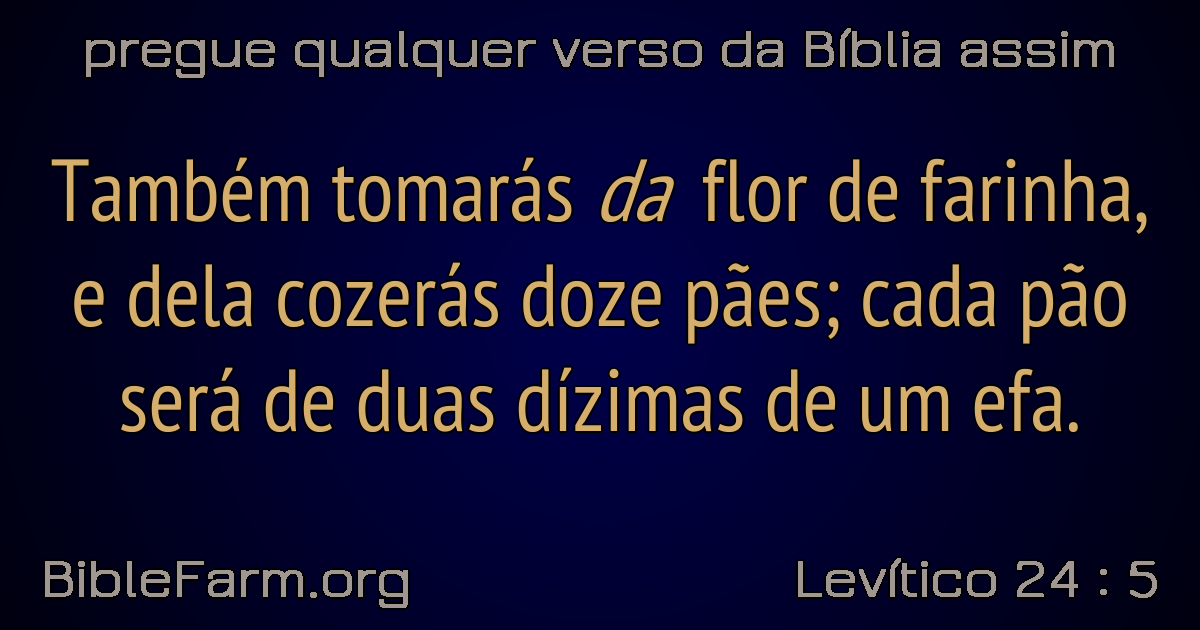 pregue qualquer verso da Bíblia assim
Também tomarás da flor de farinha,
e dela cozerás doze pães; cada pão
será de duas dízimas de um efa.
BibleFarm.org
Levítico 24 : 5